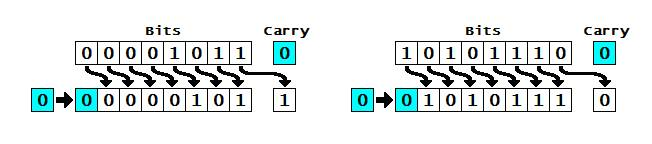 Bits Carry Bits Carry
0 0 0 0 1 0 1 1 0 1 0 1 0 1 1 1 0 0
0 0 0 0 0 0 1 0 1 1 0 0 1 0 1 0 1 1 1 0